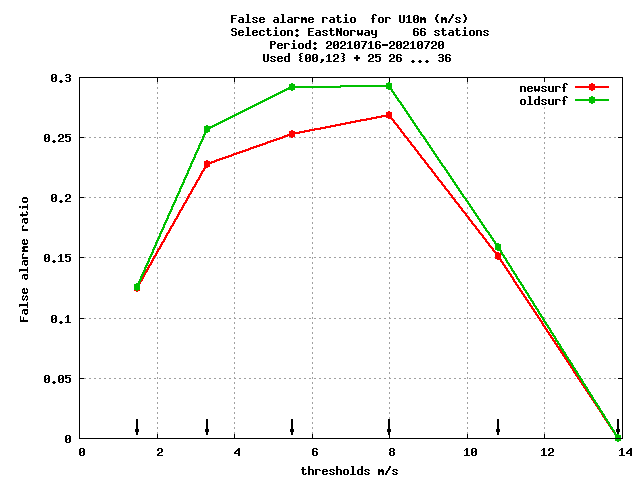 False alarme ratio  for U10m (m/s)
Selection: EastNorway     66 stations
Period: 20210716-20210720
Used {00,12} + 25 26 ... 36
newsurf
oldsurf
0.3
0.25
0.2
0.15
0.1
0.05
0
False alarme ratio
0 2 4 6 8 10 12 14
thresholds m/s